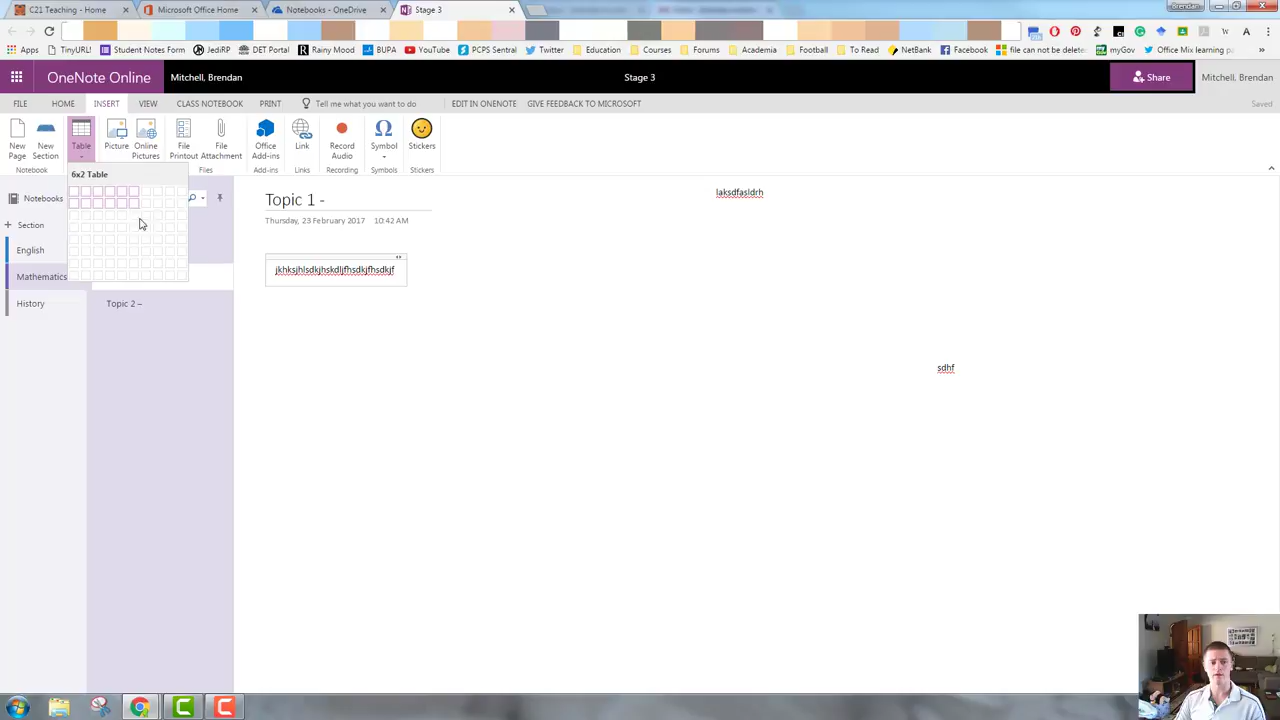 C21 Teaching - Home
Microsoft Office Home
Notebooks - OneDrive
Stage 3
Brendan
Apps
TinyURL!
Student Notes Form
JediRP
DET Portal
Rainy Mood
BUPA
YouTube
PCPS Sentral
Twitter
Education
Courses
Forums
Academia
Football
To Read
NetBank
Facebook
file can not be delete
myGov
Office Mix learning p
OneNote Online
Mitchell, Brendan
Stage 3
Share
Mitchell, Brendan
FILE
HOME
INSERT
VIEW
CLASS NOTEBOOK
PRINT
Tell me what you want to do
EDIT IN ONENOTE
GIVE FEEDBACK TO MICROSOFT
Saved
New Page
New Section
Table
Picture
Online Pictures
File Printout
File Attachment
Office Add-ins
Link
Record Audio
Symbol
Stickers
Notebook
Files
Add-ins
Links
Recording
Symbols
Stickers
6x2 Table
Notebooks
Section
English
Mathematics
History
Topic 2 –
Topic 1 -
Thursday, 23 February 2017 10:42 AM
laksdfasldrh
sdhf